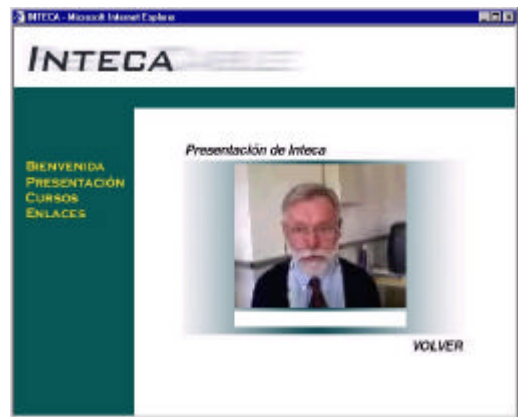 INTECA - Microsoft Internet Explorer
INTECA
Presentación de Inteca
BIENVENIDA
PRESENTACIÓN
CURSOS
ENLACES
VOLVER